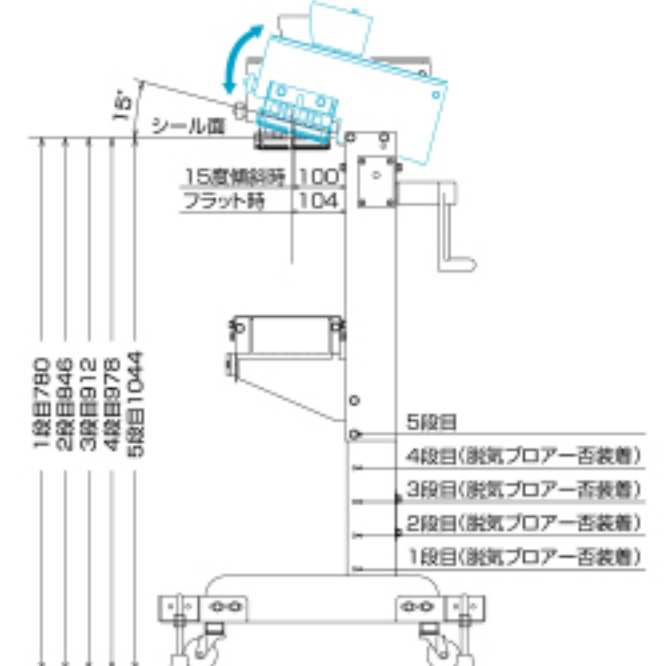 15°
シール面
15度傾斜時 100
フラット時 104
1段目780
2段目846
3段目912
4段目978
5段目1044
5段目
4段目(脱気ブロアー否装着)
3段目(脱気ブロアー否装着)
2段目(脱気ブロアー否装着)
1段目(脱気ブロアー否装着)